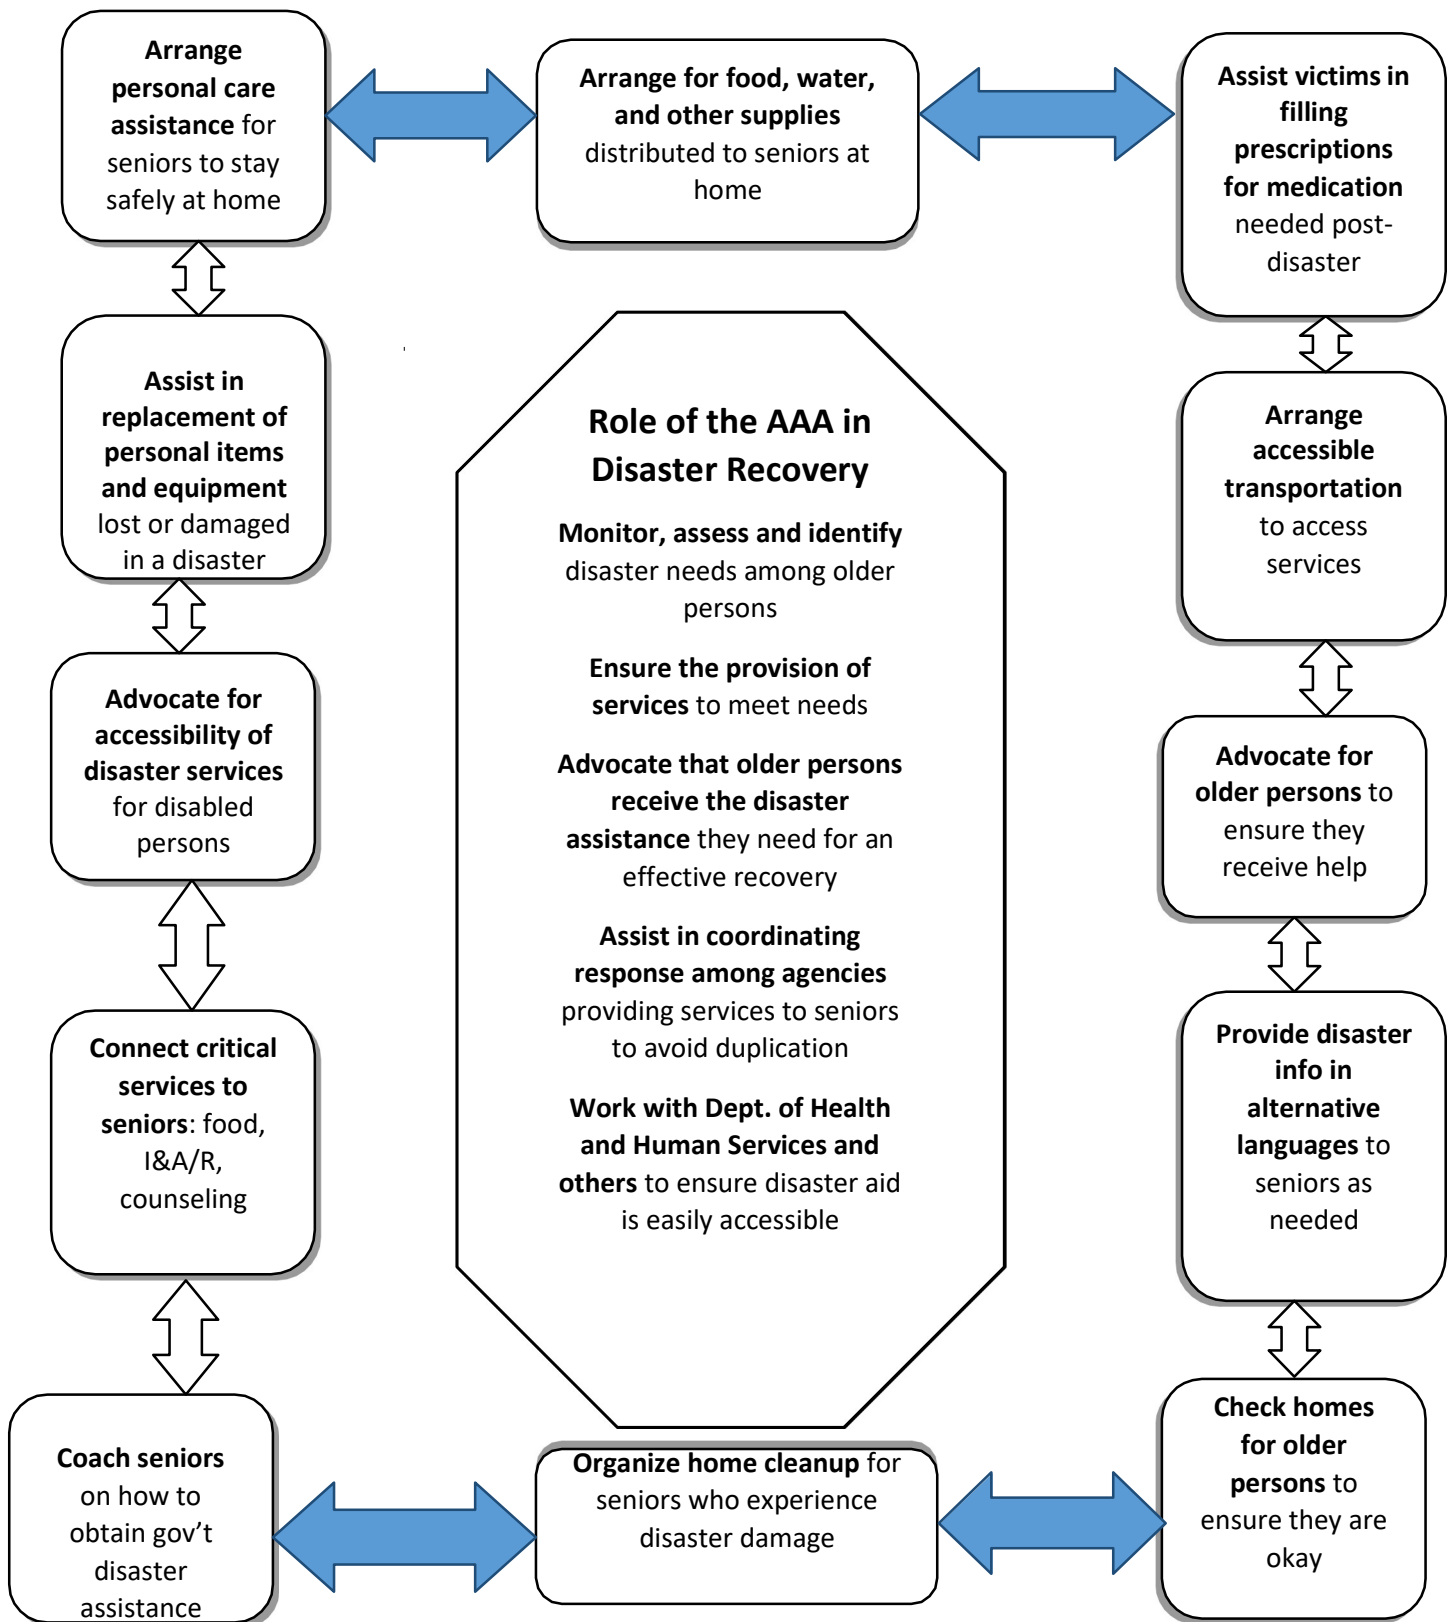 Arrange
personal care
assistance for
seniors to stay
safely at home
Arrange for food, water,
and other supplies
distributed to seniors at
home
Assist victims in
filling
prescriptions
for medication
needed post-
disaster
Assist in
replacement of
personal items
and equipment
lost or damaged
in a disaster
Role of the AAA in
Disaster Recovery
Monitor, assess and identify
disaster needs among older
persons
Ensure the provision of
services to meet needs
Advocate that older persons
receive the disaster
assistance they need for an
effective recovery
Assist in coordinating
response among agencies
providing services to seniors
to avoid duplication
Work with Dept. of Health
and Human Services and
others to ensure disaster aid
is easily accessible
Arrange
accessible
transportation
to access
services
Advocate for
accessibility of
disaster services
for disabled
persons
Advocate for
older persons to
ensure they
receive help
Connect critical
services to
seniors: food,
I&A/R,
counseling
Provide disaster
info in
alternative
languages to
seniors as
needed
Coach seniors
on how to
obtain gov’t
disaster
assistance
Organize home cleanup for
seniors who experience
disaster damage
Check homes
for older
persons to
ensure they are
okay